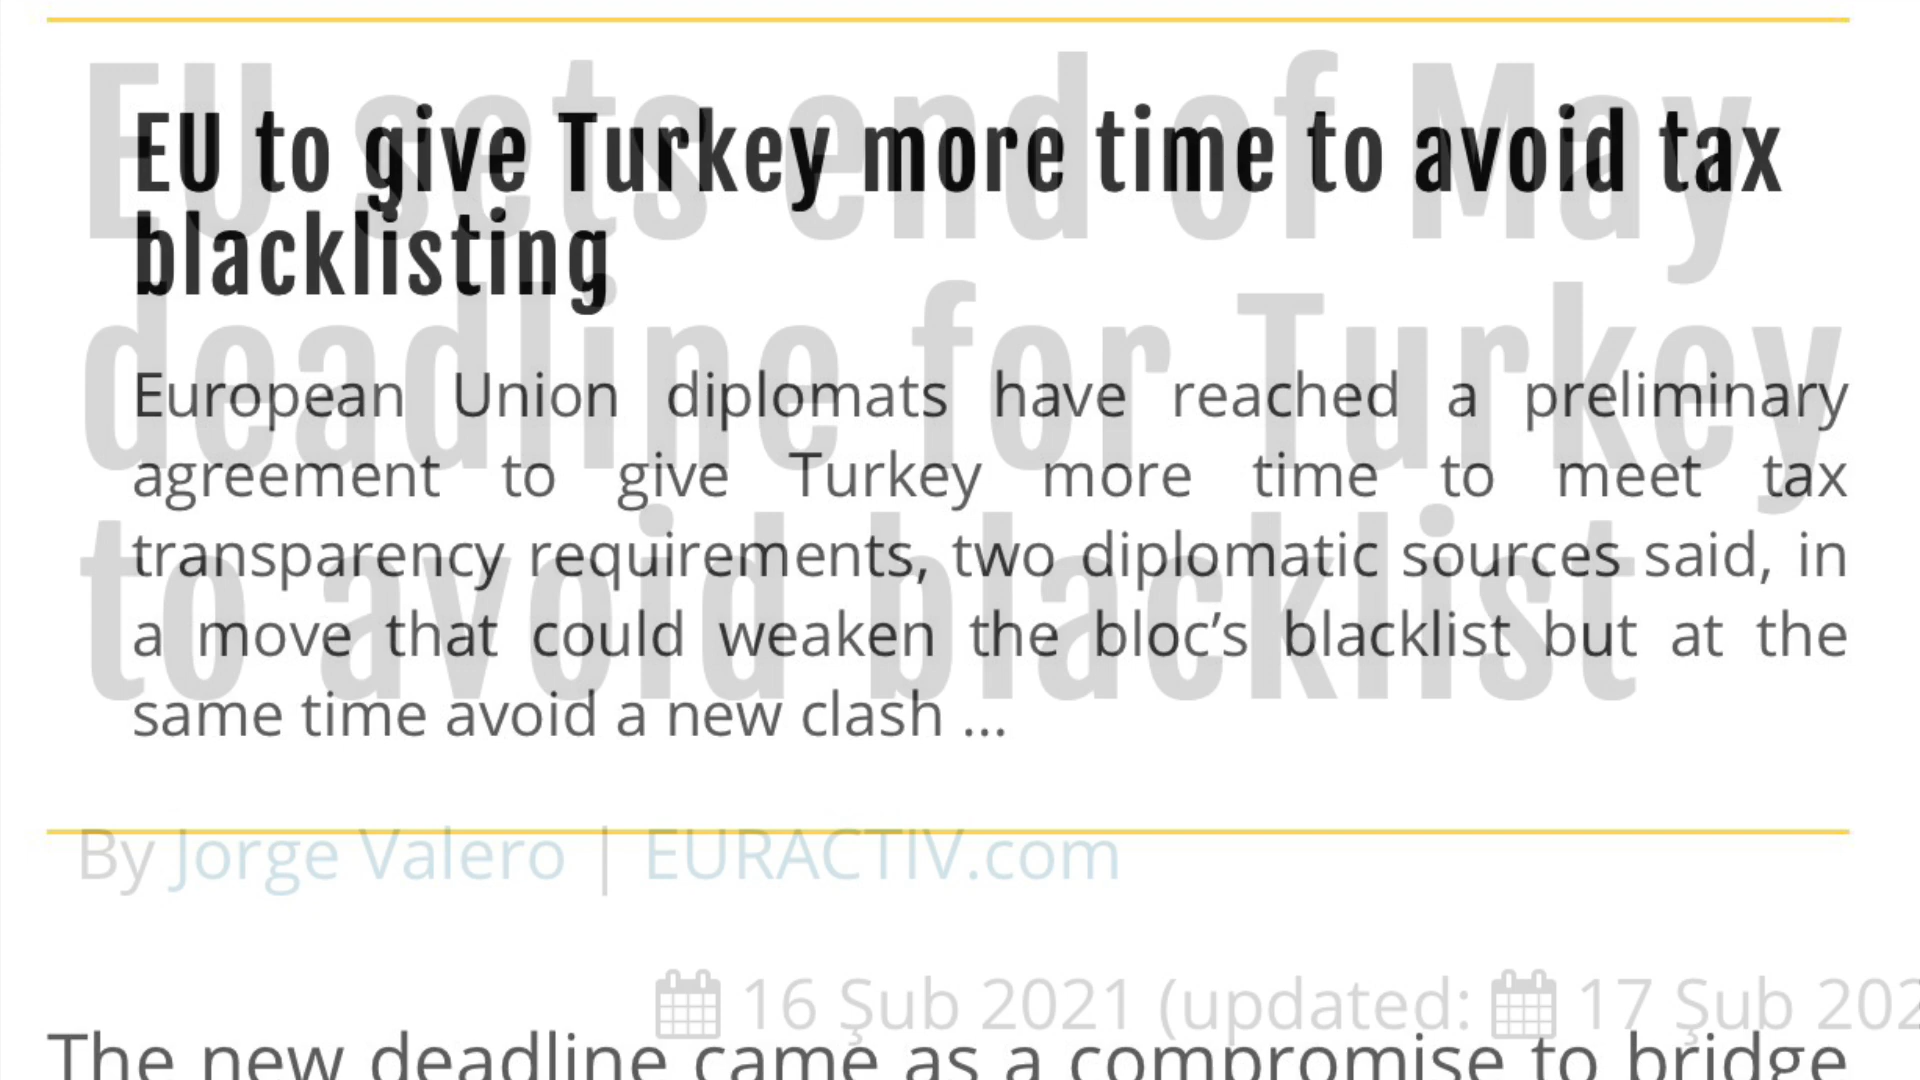 EU sets end of May
deadline for Turkey
to avoid blacklist
EU to give Turkey more time to avoid tax
blacklisting
European Union diplomats have reached a preliminary
agreement to give Turkey more time to meet tax
transparency requirements, two diplomatic sources said, in
a move that could weaken the bloc’s blacklist but at the
same time avoid a new clash ...
By Jorge Valero | EURACTIV.com
16 Şub 2021 (updated: 17 Şub 202
The new deadline came as a compromise to bridge